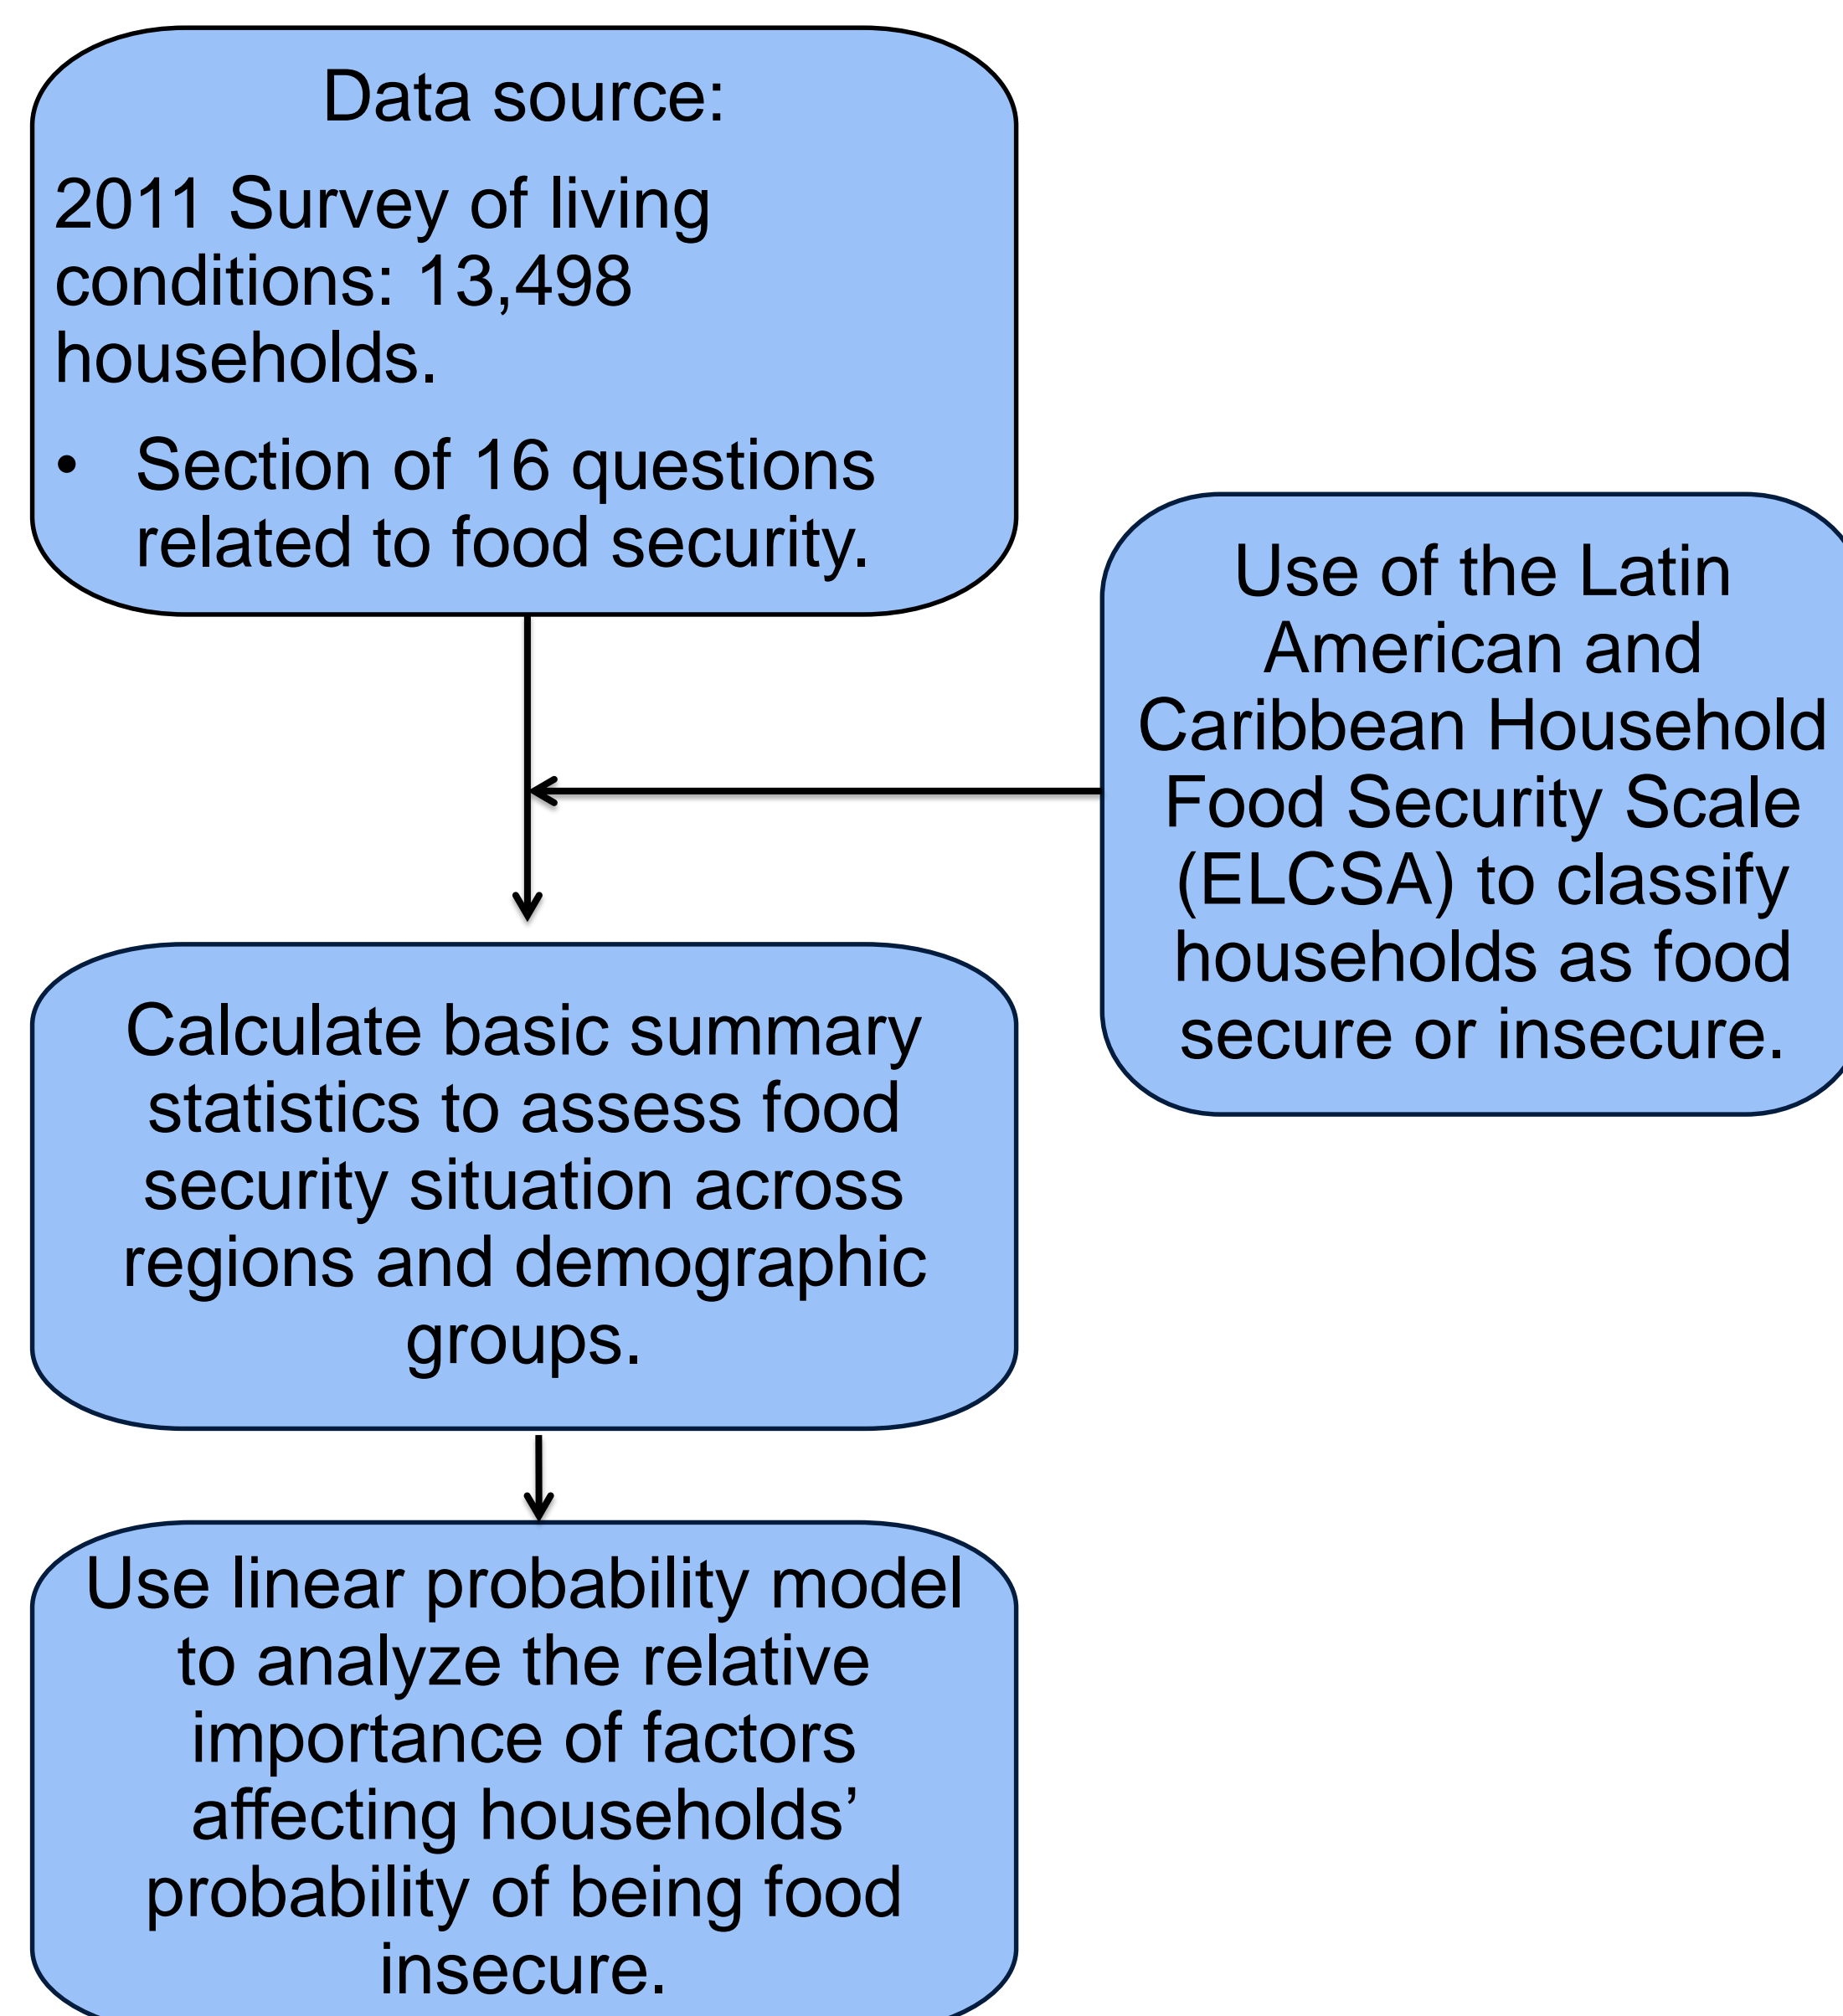 Data source:
2011 Survey of living
conditions: 13,498
households.
• Section of 16 questions
related to food security.
Use of the Latin
American and
Caribbean Household
Food Security Scale
(ELCSA) to classify
households as food
secure or insecure.
Calculate basic summary
statistics to assess food
security situation across
regions and demographic
groups.
Use linear probability model
to analyze the relative
importance of factors
affecting households’
probability of being food
insecure.